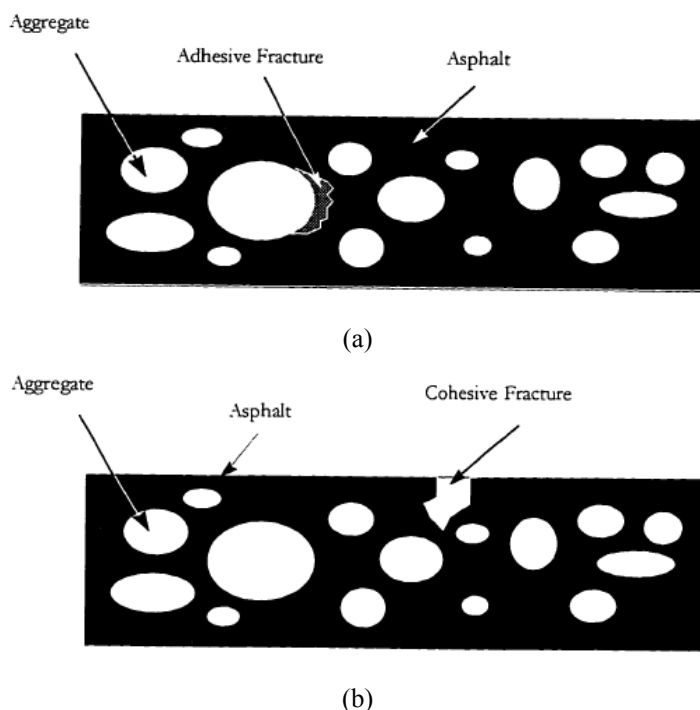 Aggregate
Adhesive Fracture
Asphalt
(a)
Aggregate
Asphalt
Cohesive Fracture
(b)